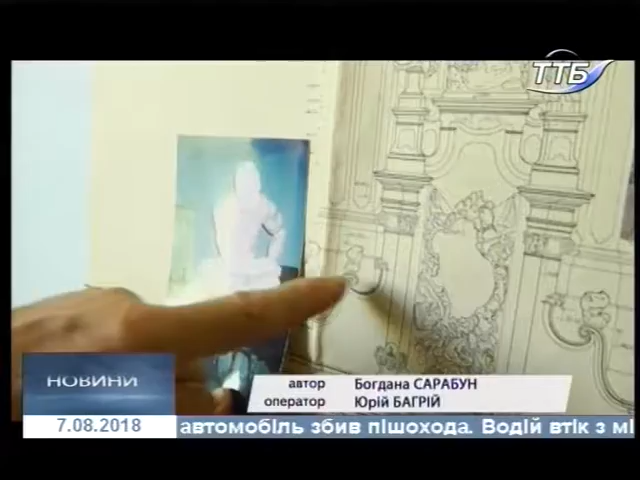 ТТБ
автор Богдана САРАБУН
оператор Юрій БАГРІЙ
НОВИНИ
7.08.2018
автомобіль збив пішохода. Водій втік з мі